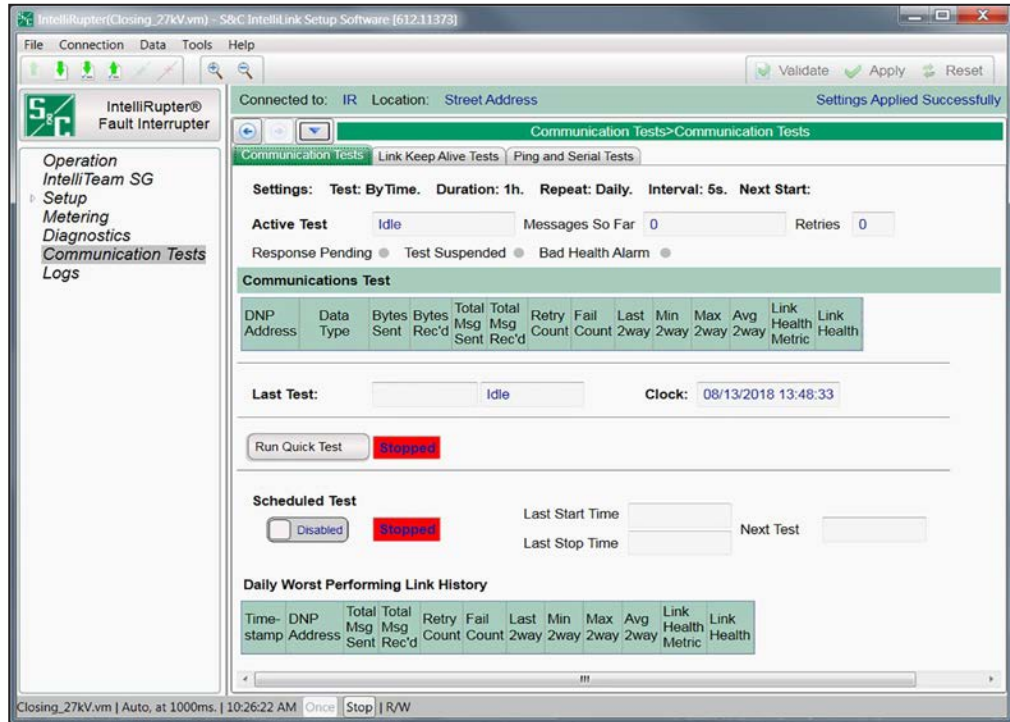 IntelliRupter(Closing_27kV.vm) - S&C IntelliLink Setup Software [612.11373]
File Connection Data Tools Help
Validate Apply Reset
S&C
IntelliRupter®
Fault Interrupter
Connected to: IR Location: Street Address Settings Applied Successfully
Communication Tests>Communication Tests
Communication Tests Link Keep Alive Tests Ping and Serial Tests
Operation
IntelliTeam SG
Setup
Metering
Diagnostics
Communication Tests
Logs
Settings: Test: ByTime. Duration: 1h. Repeat: Daily. Interval: 5s. Next Start:
Active Test Idle Messages So Far 0 Retries 0
Response Pending Test Suspended Bad Health Alarm
Communications Test
DNP Address Data Type Bytes Sent Bytes Rec'd Total Msg Sent Total Msg Rec'd Retry Count Fail Count Last 2way Min 2way Max 2way Avg 2way Link Health Metric Link Health
Last Test: Idle Clock: 08/13/2018 13:48:33
Run Quick Test Stopped
Scheduled Test
Disabled Stopped
Last Start Time
Last Stop Time
Next Test
Daily Worst Performing Link History
Time-stamp DNP Address Total Msg Sent Total Msg Rec'd Retry Count Fail Count Last 2way Min 2way Max 2way Avg 2way Link Health Metric Link Health
Closing_27kV.vm | Auto, at 1000ms. | 10:26:22 AM Once Stop | R/W